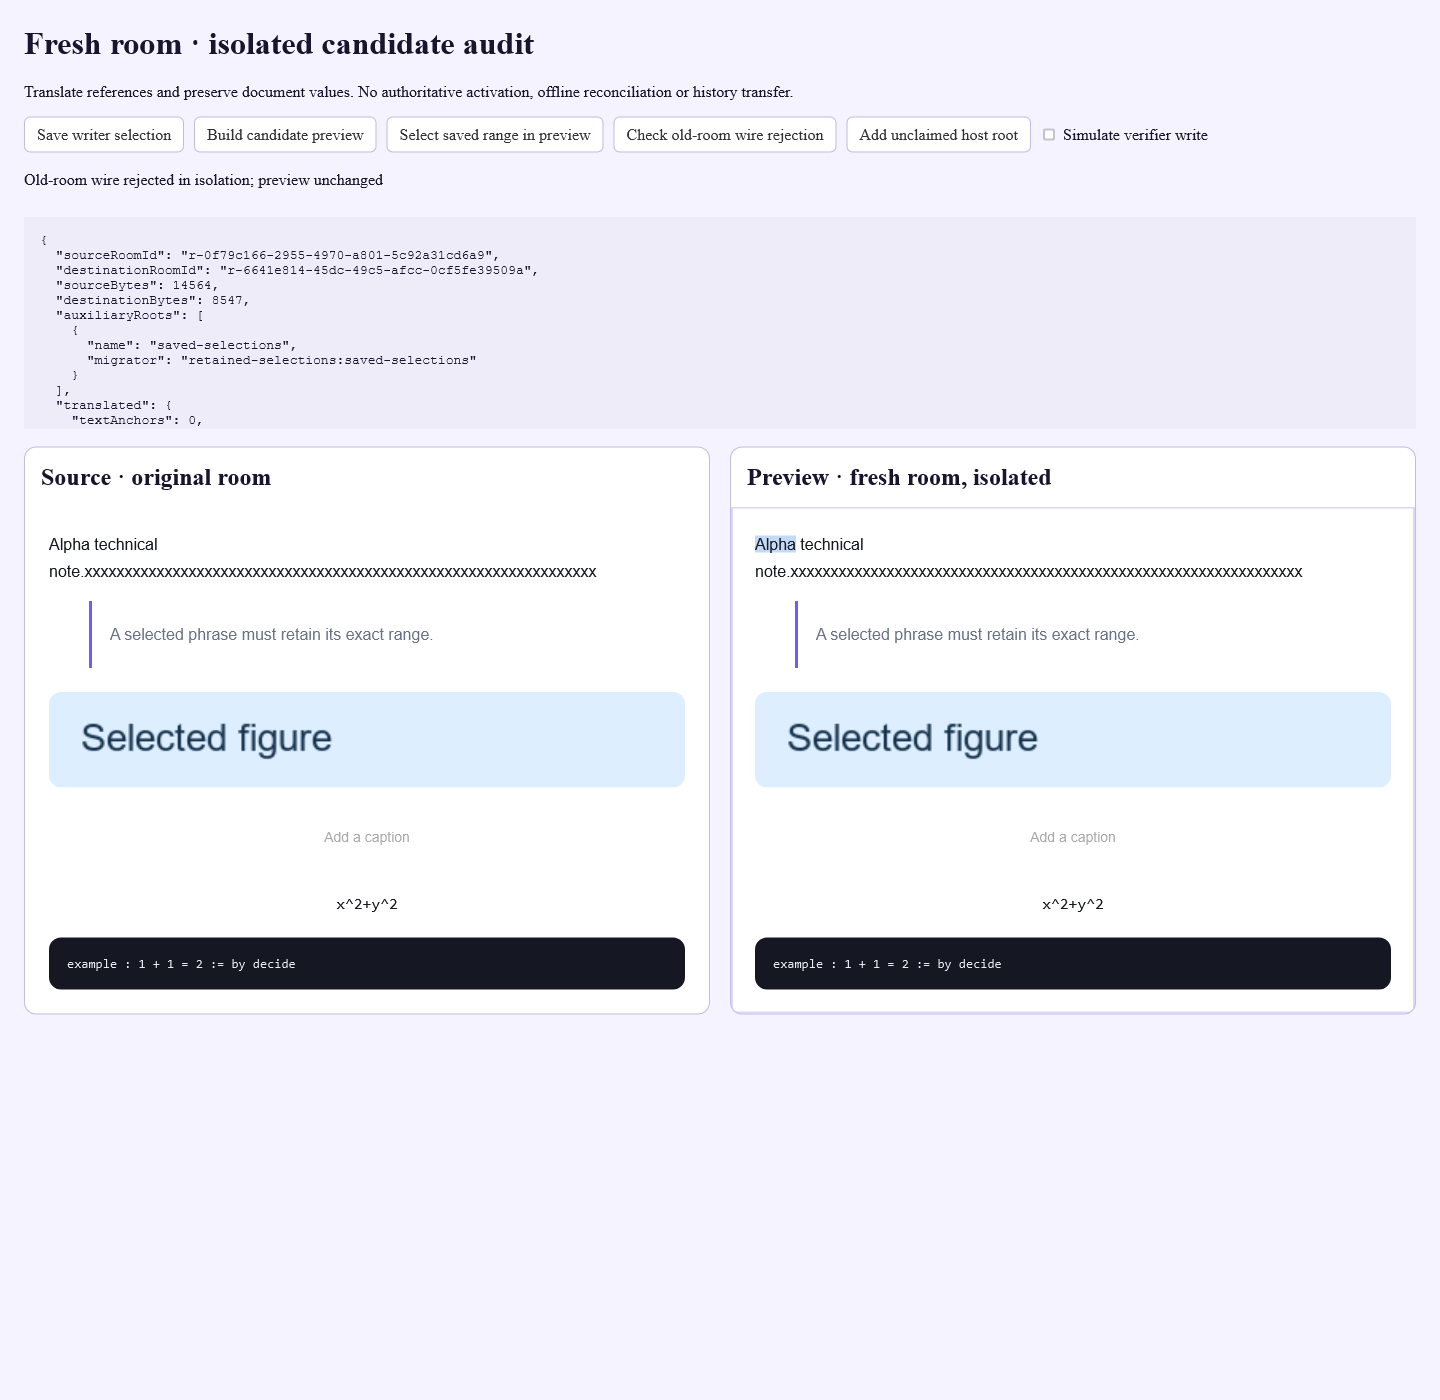 Fresh room · isolated candidate audit
Translate references and preserve document values. No authoritative activation, offline reconciliation or history transfer.
Save writer selection
Build candidate preview
Select saved range in preview
Check old-room wire rejection
Add unclaimed host root
Simulate verifier write
Old-room wire rejected in isolation; preview unchanged
{
  "sourceRoomId": "r-0f79c166-2955-4970-a801-5c92a31cd6a9",
  "destinationRoomId": "r-6641e814-45dc-49c5-afcc-0cf5fe39509a",
  "sourceBytes": 14564,
  "destinationBytes": 8547,
  "auxiliaryRoots": [
    {
      "name": "saved-selections",
      "migrator": "retained-selections:saved-selections"
    }
  ],
  "translated": {
    "textAnchors": 0,
Source · original room
Alpha technical
note.xxxxxxxxxxxxxxxxxxxxxxxxxxxxxxxxxxxxxxxxxxxxxxxxxxxxxxxxxxxxxxxx
A selected phrase must retain its exact range.
Selected figure
Add a caption
x^2+y^2
example : 1 + 1 = 2 := by decide
Preview · fresh room, isolated
Alpha technical
note.xxxxxxxxxxxxxxxxxxxxxxxxxxxxxxxxxxxxxxxxxxxxxxxxxxxxxxxxxxxxxxxx
A selected phrase must retain its exact range.
Selected figure
Add a caption
x^2+y^2
example : 1 + 1 = 2 := by decide